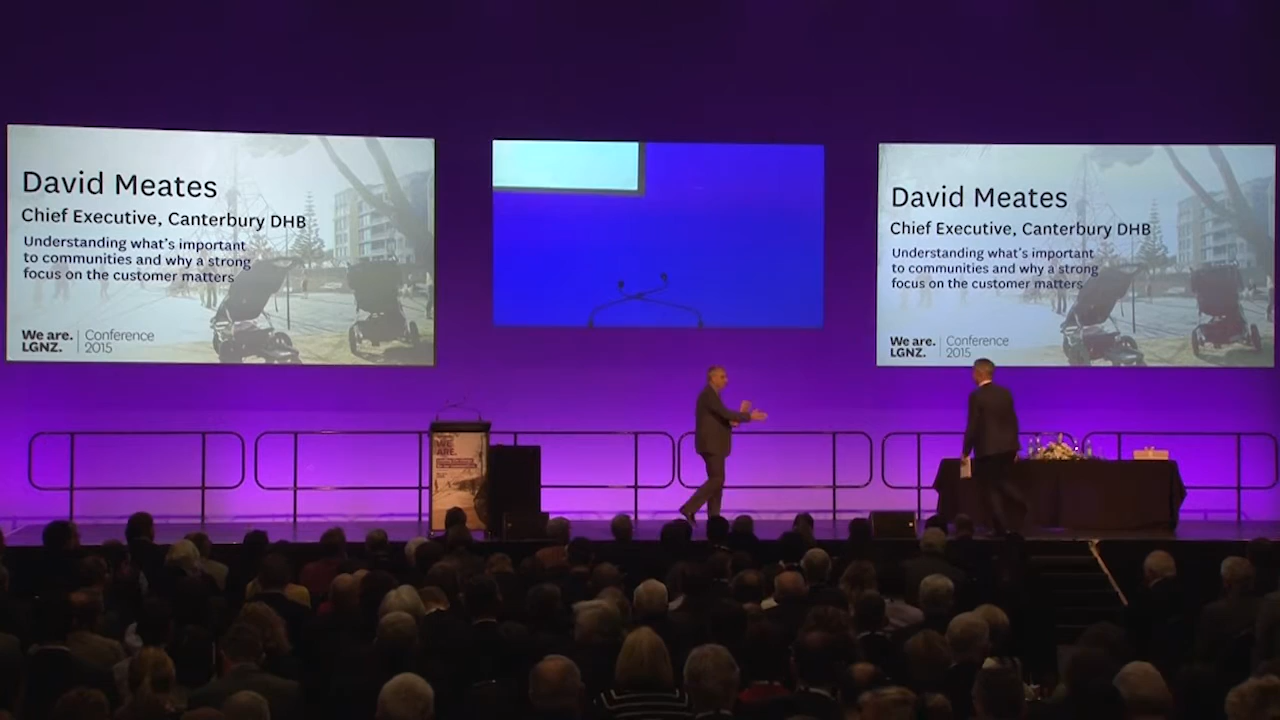 David Meates
Chief Executive, Canterbury DHB
Understanding what's important
to communities and why a strong
focus on the customer matters
We are.
LGNZ.
Conference
2015
David Meates
Chief Executive, Canterbury DHB
Understanding what's important
to communities and why a strong
focus on the customer matters
We are.
LGNZ.
Conference
2015
WE
ARE.